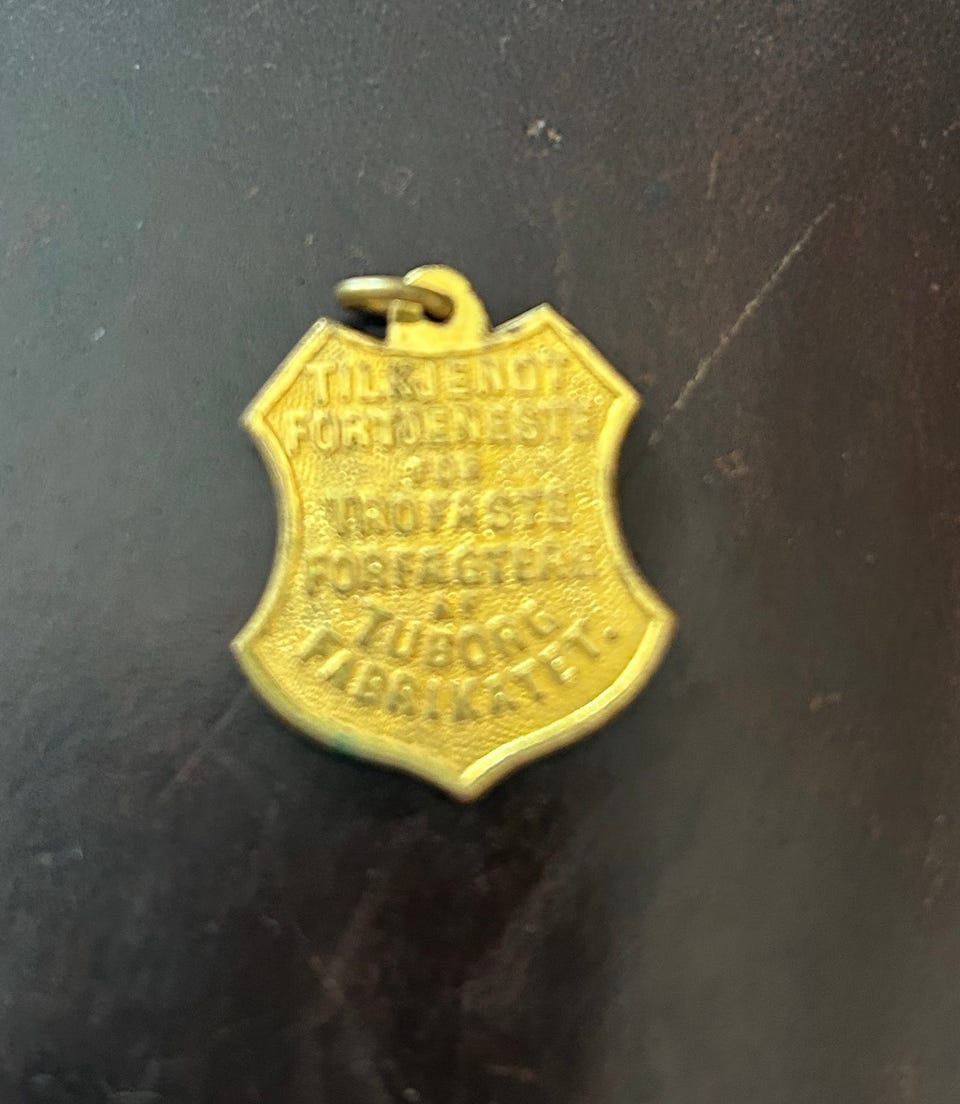 TILKJENDT
FORTJENESTE
FOR
TROFASTE
FORFÆGTERE
AF
TUBORG
FABRIKATET.